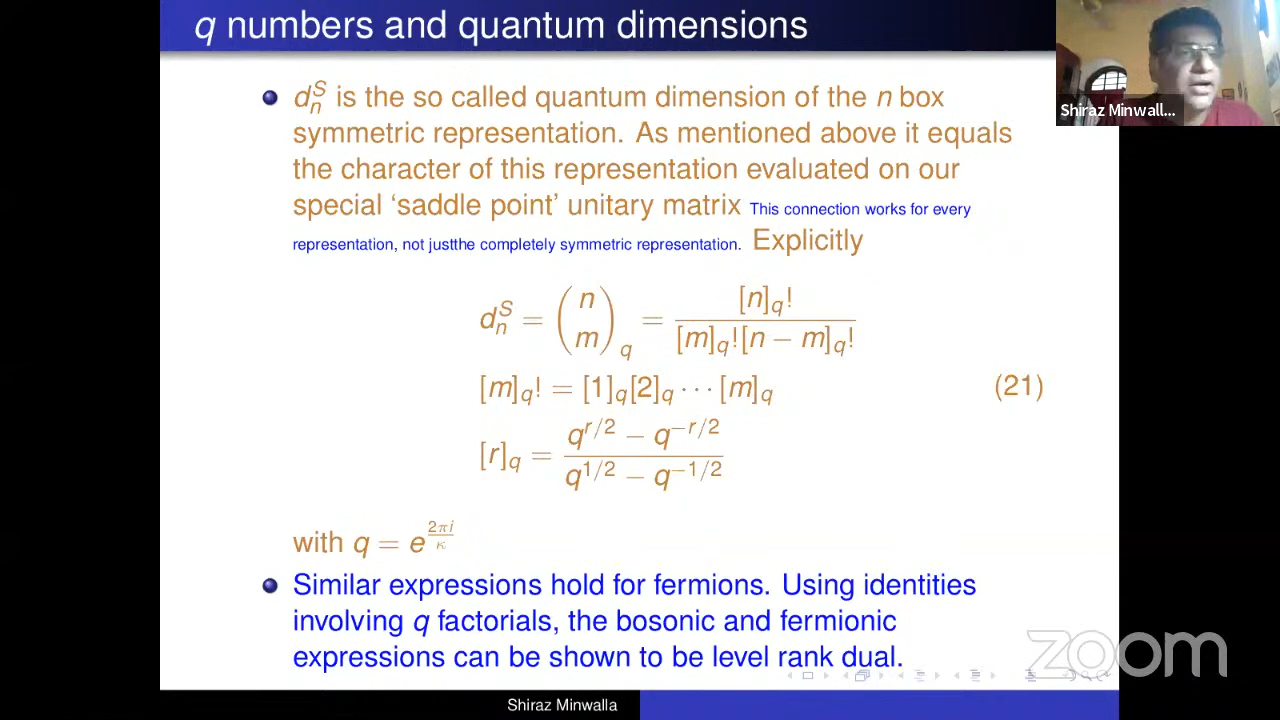 q numbers and quantum dimensions
d_n^S is the so called quantum dimension of the n box
symmetric representation. As mentioned above it equals
the character of this representation evaluated on our
special ‘saddle point’ unitary matrix This connection works for every
representation, not justthe completely symmetric representation. Explicitly
d_n^S = \binom{n}{m}_q = \frac{[n]_q!}{[m]_q![n − m]_q!}
[m]_q! = [1]_q[2]_q ··· [m]_q (21)
[r]_q = \frac{q^{r/2} − q^{−r/2}}{q^{1/2} − q^{−1/2}}
with q = e^{\frac{2πi}{κ}}
Similar expressions hold for fermions. Using identities
involving q factorials, the bosonic and fermionic
expressions can be shown to be level rank dual.
Shiraz Minwalla
Shiraz Minwall...
zoom